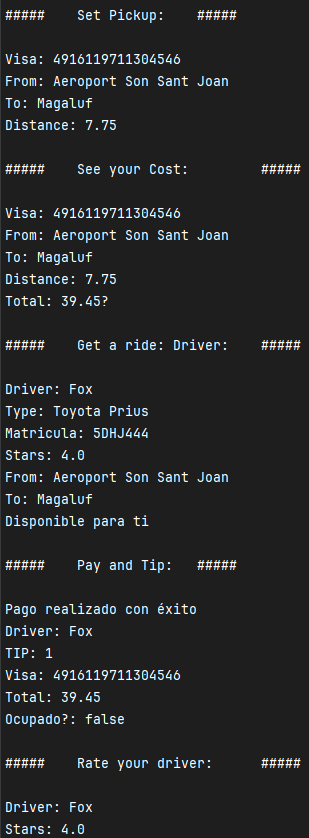 #####    Set Pickup:    #####
Visa: 4916119711304546
From: Aeroport Son Sant Joan
To: Magaluf
Distance: 7.75
#####    See your Cost:         #####
Visa: 4916119711304546
From: Aeroport Son Sant Joan
To: Magaluf
Distance: 7.75
Total: 39.45?
#####    Get a ride: Driver:    #####
Driver: Fox
Type: Toyota Prius
Matricula: 5DHJ444
Stars: 4.0
From: Aeroport Son Sant Joan
To: Magaluf
Disponible para ti
#####    Pay and Tip:   #####
Pago realizado con éxito
Driver: Fox
TIP: 1
Visa: 4916119711304546
Total: 39.45
Ocupado?: false
#####    Rate your driver:      #####
Driver: Fox
Stars: 4.0